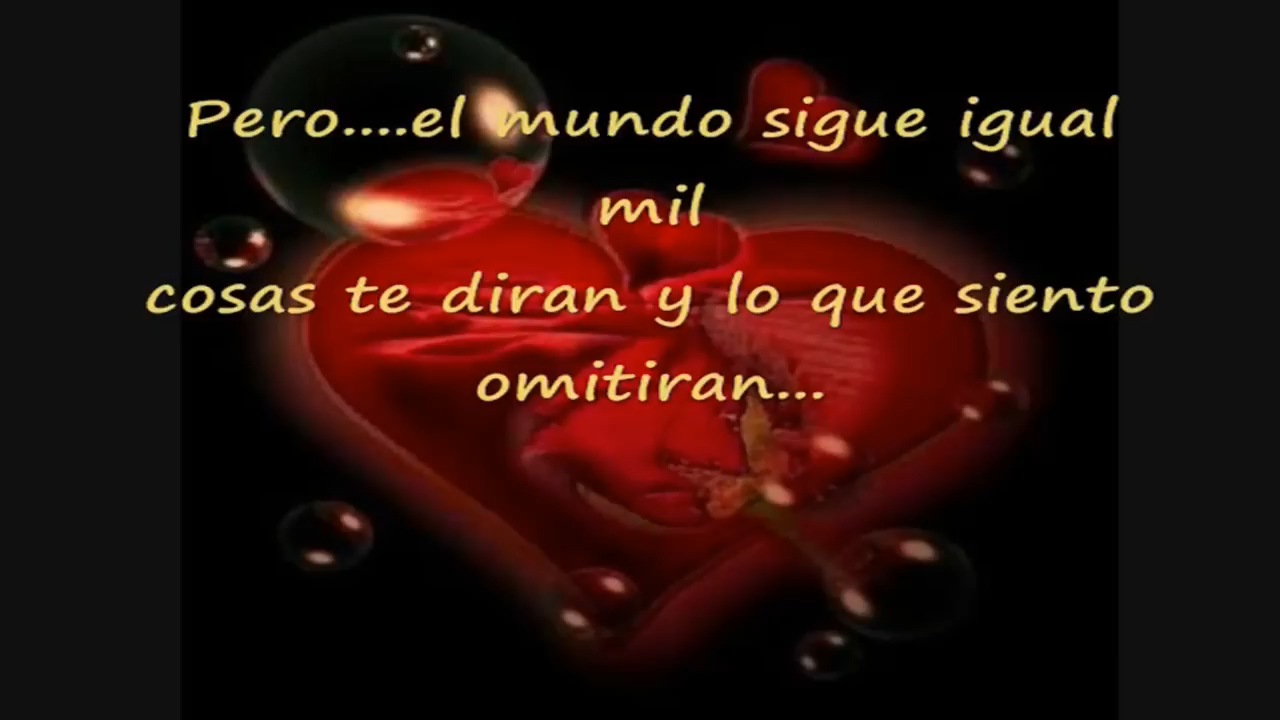 Pero....el mundo sigue igual
mil
cosas te diran y lo que siento
omitiran...